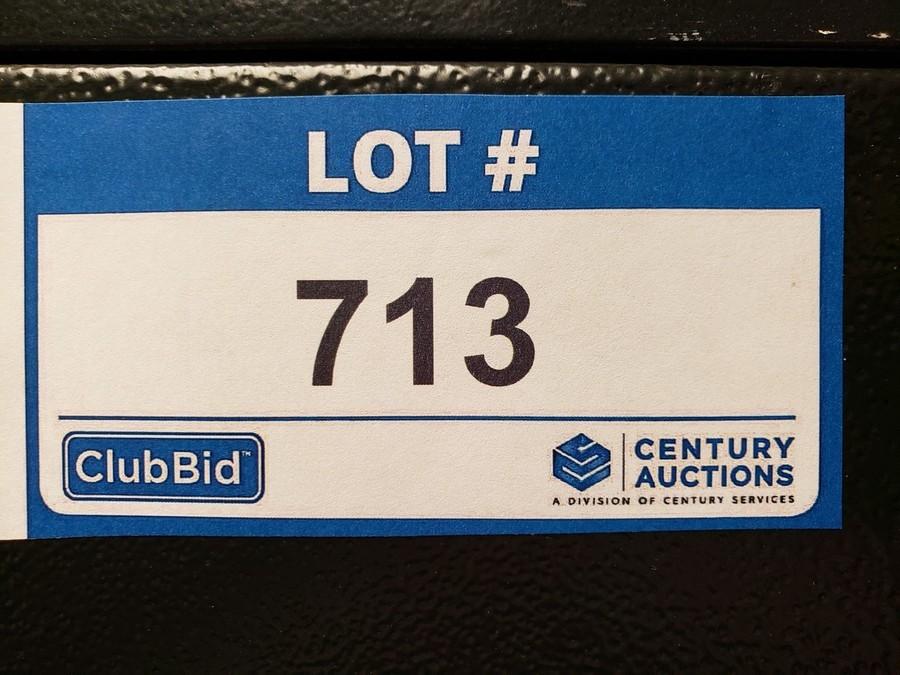 LOT #
713
ClubBid™
CENTURY
AUCTIONS
A DIVISION OF CENTURY SERVICES